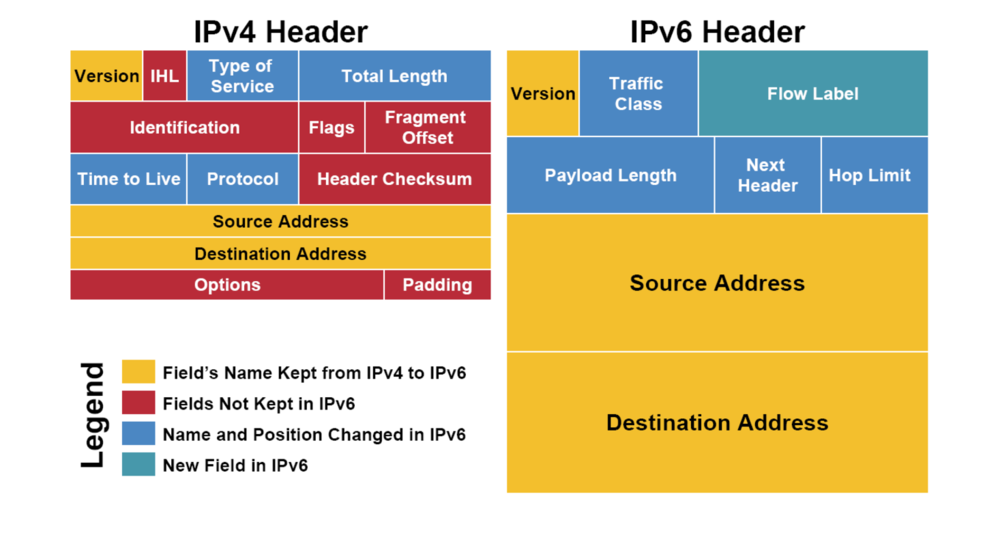 IPv4 Header
Version
IHL
Type of
Service
Total Length
Identification
Flags
Fragment
Offset
Time to Live
Protocol
Header Checksum
Source Address
Destination Address
Options
Padding
IPv6 Header
Version
Traffic
Class
Flow Label
Payload Length
Next
Header
Hop Limit
Source Address
Destination Address
Legend
Field’s Name Kept from IPv4 to IPv6
Fields Not Kept in IPv6
Name and Position Changed in IPv6
New Field in IPv6